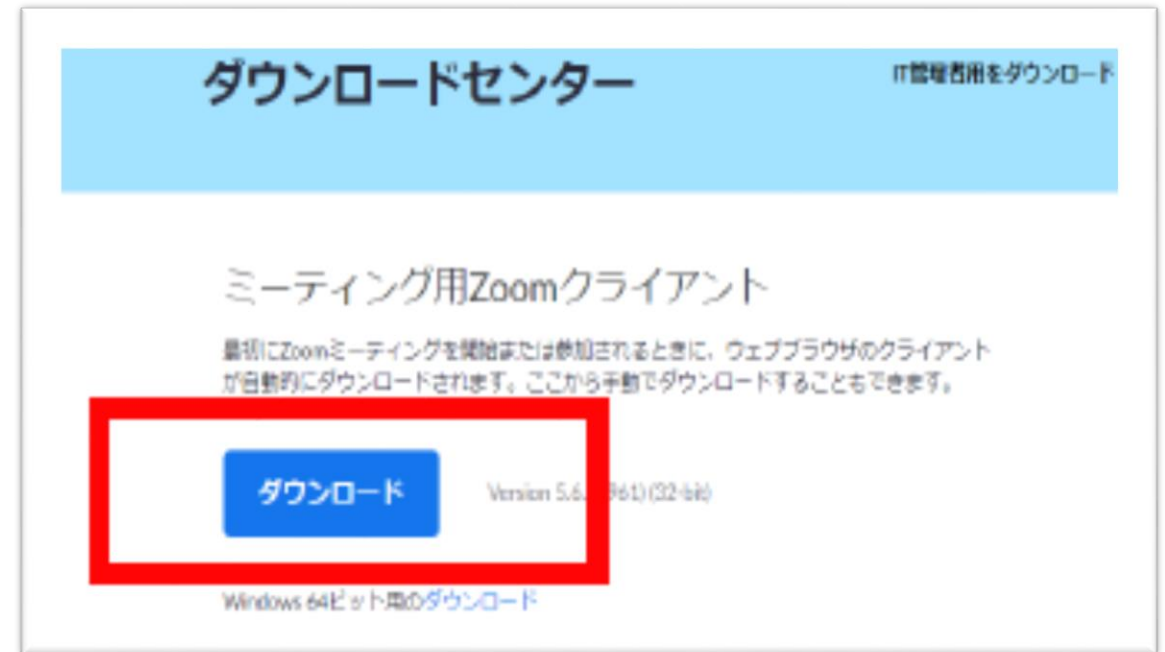 ダウンロードセンター
IT管理者用をダウンロード
ミーティング用Zoomクライアント
最初にZoomミーティングを開始または参加されるときに、ウェブブラウザのクライアント
が自動的にダウンロードされます。ここから手動でダウンロードすることもできます。
ダウンロード
Version 5.6. 961) (32-bit)
Windows 64ビット用のダウンロード